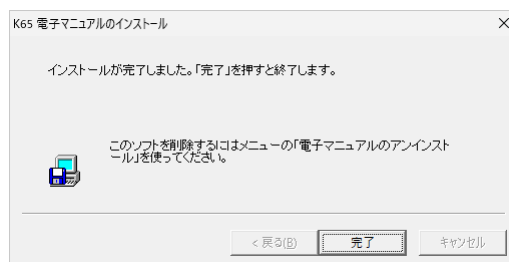 K65 電子マニュアルのインストール
インストールが完了しました。「完了」を押すと終了します。
このソフトを削除するにはメニューの「電子マニュアルのアンインスト
ール」を使ってください。
< 戻る(B)
完了
キャンセル